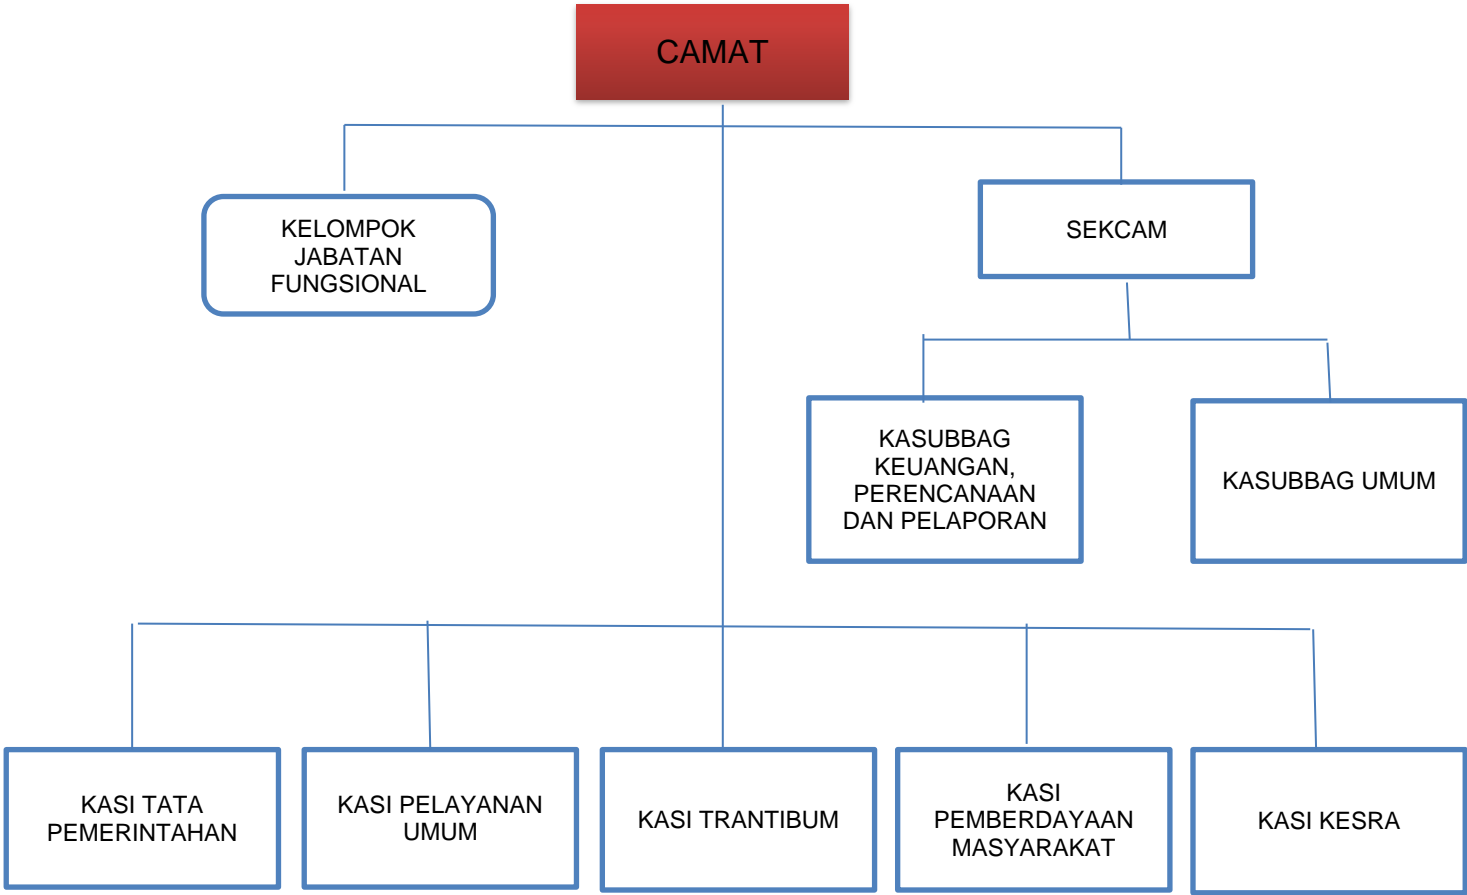 CAMAT
KELOMPOK
JABATAN
FUNGSIONAL
SEKCAM
KASUBBAG
KEUANGAN,
PERENCANAAN
DAN PELAPORAN
KASUBBAG UMUM
KASI TATA
PEMERINTAHAN
KASI PELAYANAN
UMUM
KASI TRANTIBUM
KASI
PEMBERDAYAAN
MASYARAKAT
KASI KESRA